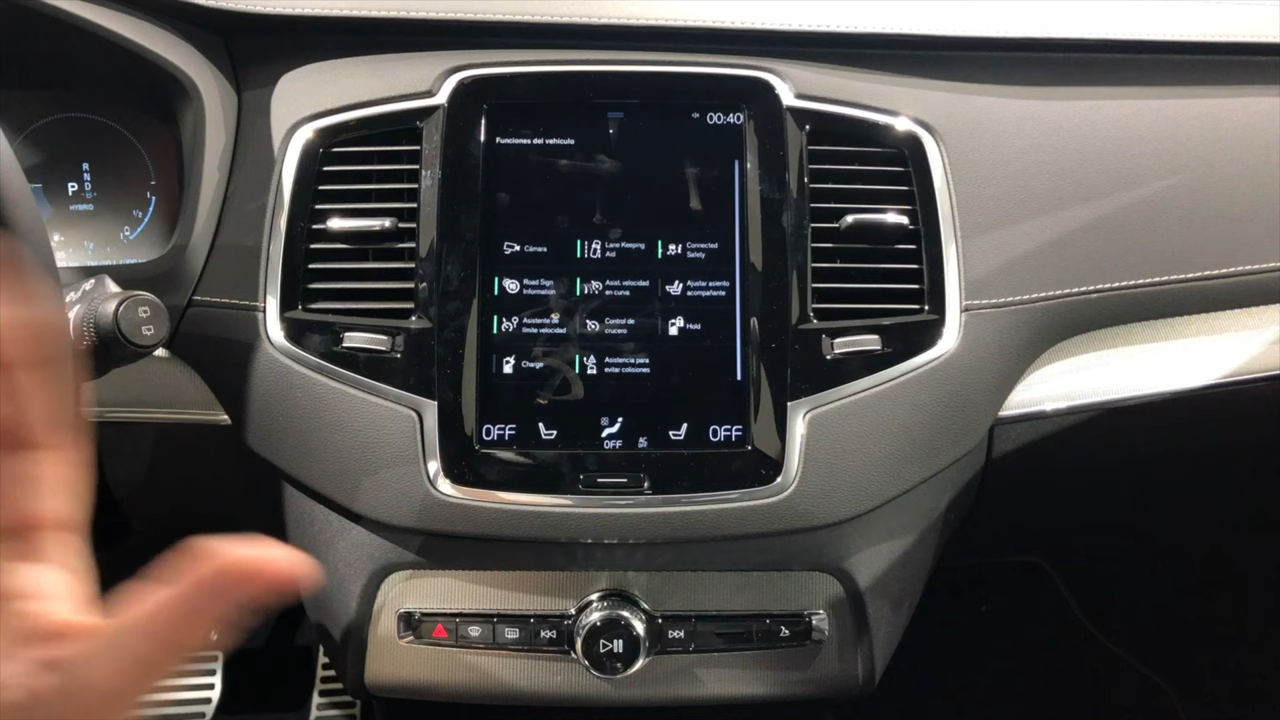 00:40
Funciones del vehículo
Cámara
Lane Keeping
Aid
Connected
Safety
Road Sign
Information
Asist. velocidad
en curva
Ajustar asiento
acompañante
Asistente de
límite velocidad
Control de
crucero
Hold
Charge
Asistencia para
evitar colisiones
OFF
OFF
AC
OFF
OFF
R
N
P D
B
HYBRID